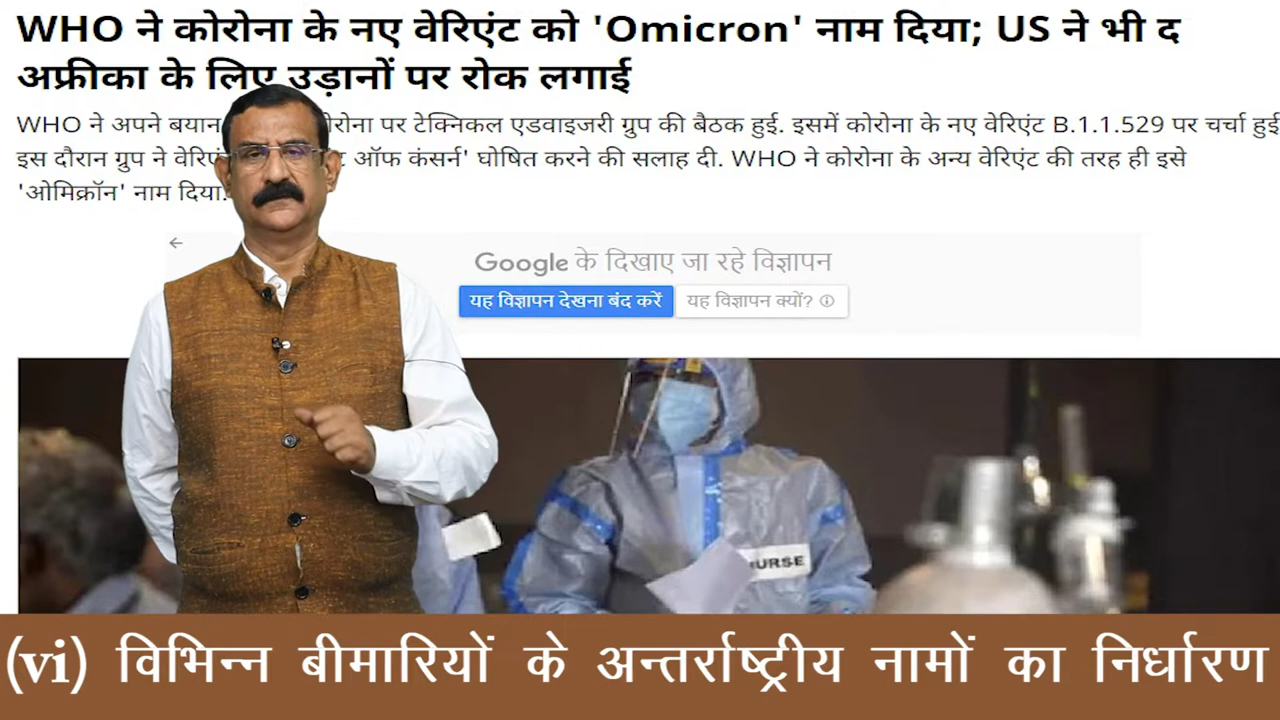 WHO ने कोरोना के नए वेरिएंट को 'Omicron' नाम दिया; US ने भी द
अफ्रीका के लिए उड़ानों पर रोक लगाई
WHO ने अपने बयान कोरोना पर टेक्निकल एडवाइजरी ग्रुप की बैठक हुई. इसमें कोरोना के नए वेरिएंट B.1.1.529 पर चर्चा हुई
इस दौरान ग्रुप ने ऑफ कंसर्न' घोषित करने की सलाह दी. WHO ने कोरोना के अन्य वेरिएंट की तरह ही इसे
'ओमिक्रॉन' नाम दिया.
Google के दिखाए जा रहे विज्ञापन
यह विज्ञापन देखना बंद करें यह विज्ञापन क्यों?
(vi) विभिन्न बीमारियों के अन्तर्राष्ट्रीय नामों का निर्धारण